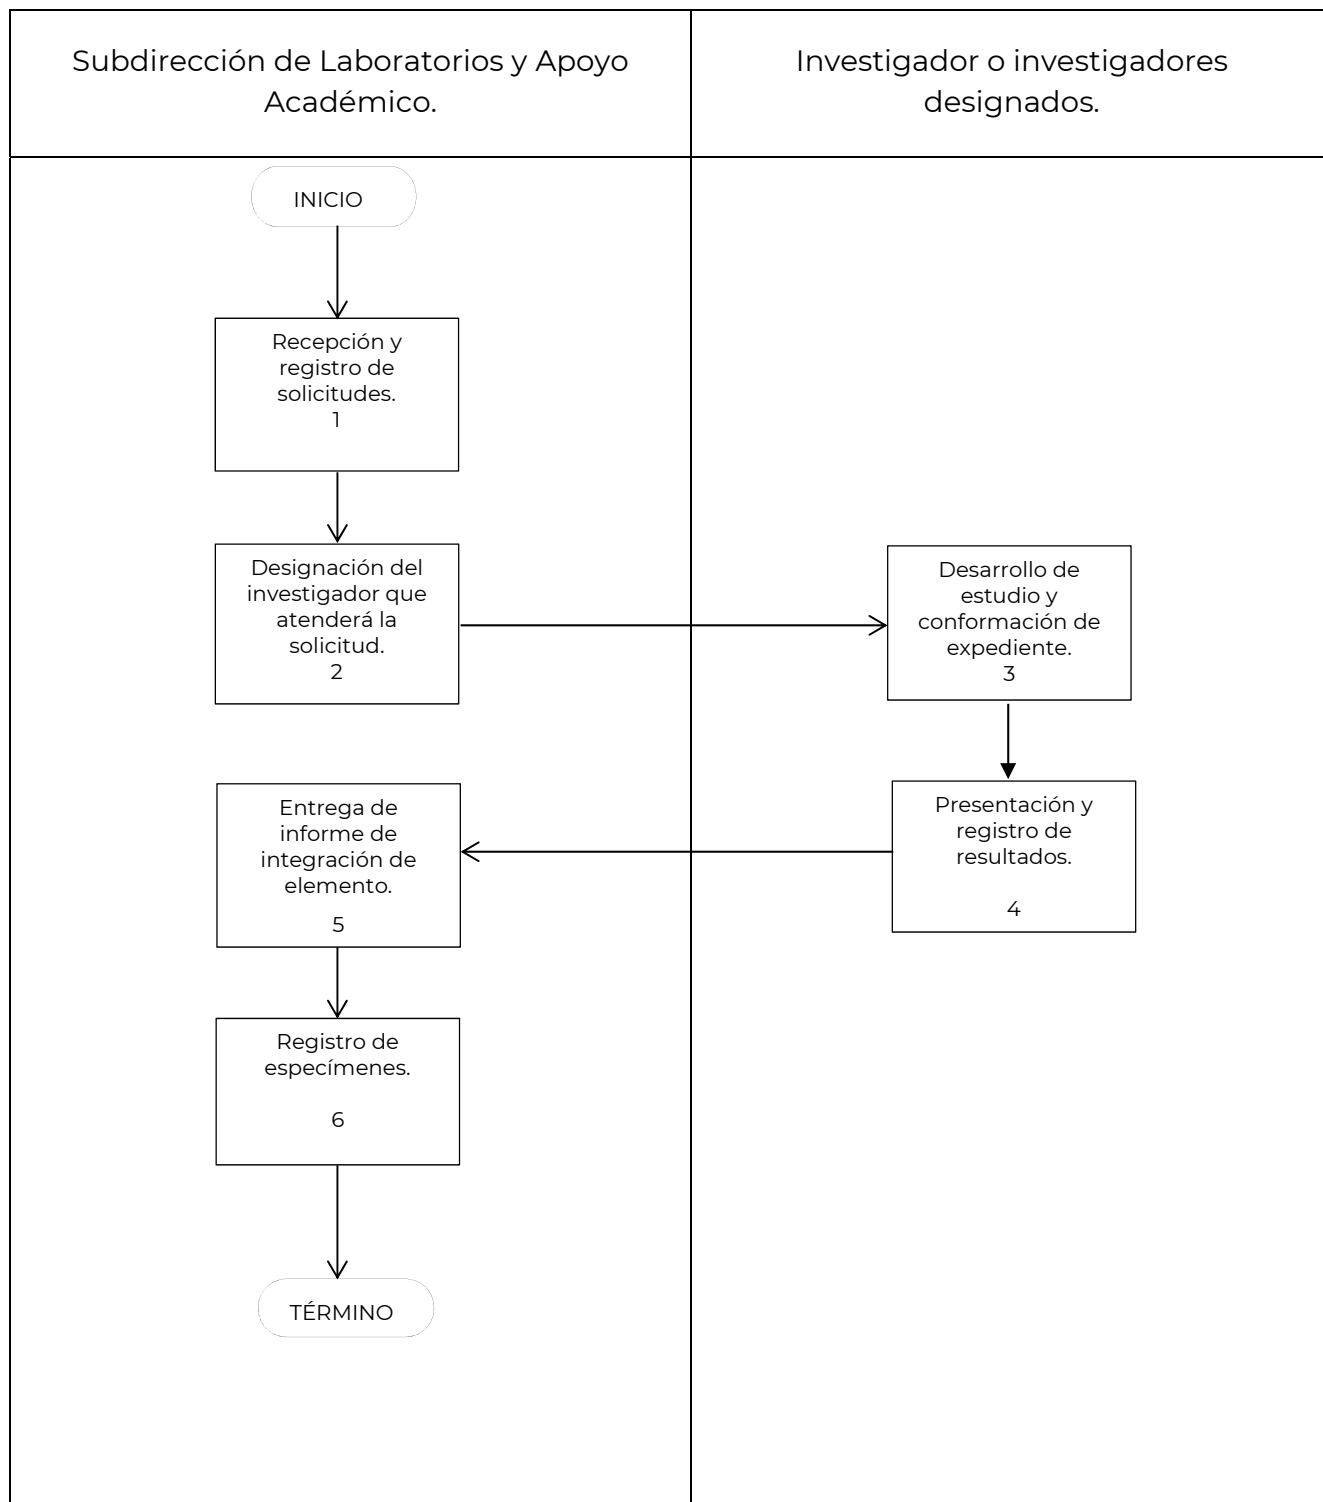 Subdirección de Laboratorios y Apoyo
Académico.
Investigador o investigadores
designados.
INICIO
Recepción y
registro de
solicitudes.
1
Designación del
investigador que
atenderá la
solicitud.
2
Desarrollo de
estudio y
conformación de
expediente.
3
Presentación y
registro de
resultados.
4
Entrega de
informe de
integración de
elemento.
5
Registro de
especímenes.
6
TÉRMINO